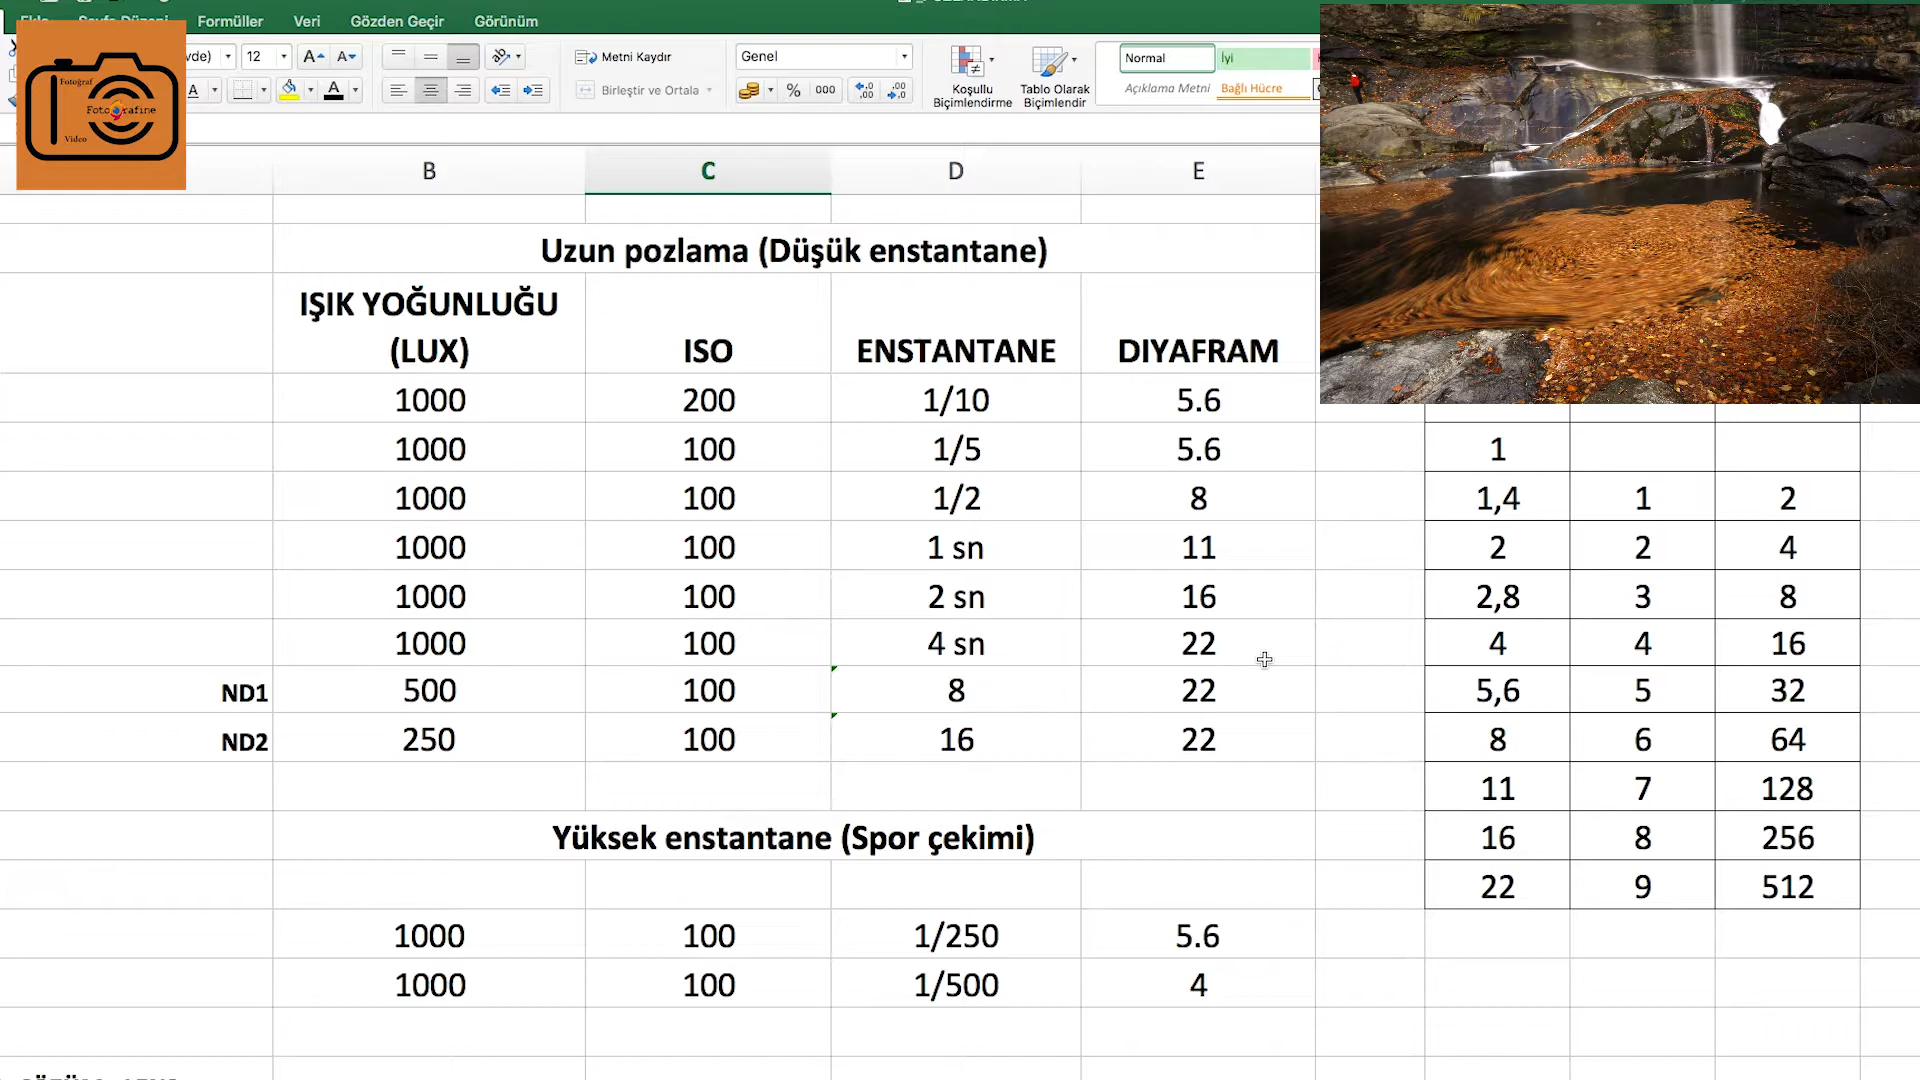 Sayfa Düzeni Formüller Veri Gözden Geçir Görünüm
12 A A Metni Kaydır Genel Normal İyi
Fotoğraf
Fotografine
Video
A A Birleştir ve Ortala % 000 Koşullu Biçimlendirme Tablo Olarak Biçimlendir Açıklama Metni Bağlı Hücre
B C D E
Uzun pozlama (Düşük enstantane)
IŞIK YOĞUNLUĞU
(LUX) ISO ENSTANTANE DIYAFRAM
1000 200 1/10 5.6
1000 100 1/5 5.6 1
1000 100 1/2 8 1,4 1 2
1000 100 1 sn 11 2 2 4
1000 100 2 sn 16 2,8 3 8
1000 100 4 sn 22 4 4 16
ND1 500 100 8 22 5,6 5 32
ND2 250 100 16 22 8 6 64
11 7 128
Yüksek enstantane (Spor çekimi) 16 8 256
22 9 512
1000 100 1/250 5.6
1000 100 1/500 4